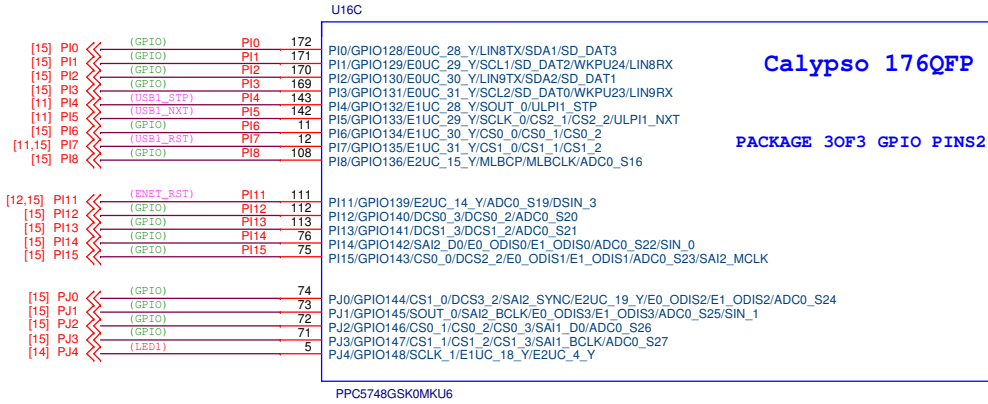 U16C
[15] PI0 (GPIO) PI0 172 PI0/GPIO128/E0UC_28_Y/LIN8TX/SDA1/SD_DAT3
[15] PI1 (GPIO) PI1 171 PI1/GPIO129/E0UC_29_Y/SCL1/SD_DAT2/WKPU24/LIN8RX
[15] PI2 (GPIO) PI2 170 PI2/GPIO130/E0UC_30_Y/LIN9TX/SDA2/SD_DAT1
[15] PI3 (GPIO) PI3 169 PI3/GPIO131/E0UC_31_Y/SCL2/SD_DAT0/WKPU23/LIN9RX
[11] PI4 (USB1_STP) PI4 143 PI4/GPIO132/E1UC_28_Y/SOUT_0/ULPI1_STP
[11] PI5 (USB1_NXT) PI5 142 PI5/GPIO133/E1UC_29_Y/SCLK_0/CS2_1/CS2_2/ULPI1_NXT
[15] PI6 (GPIO) PI6 11 PI6/GPIO134/E1UC_30_Y/CS0_0/CS0_1/CS0_2
[11,15] PI7 (USB1_RST) PI7 12 PI7/GPIO135/E1UC_31_Y/CS1_0/CS1_1/CS1_2
[15] PI8 (GPIO) PI8 108 PI8/GPIO136/E2UC_15_Y/MLBCP/MLBCLK/ADC0_S16
Calypso 176QFP
PACKAGE 3OF3 GPIO PINS2
[12,15] PI11 (ENET_RST) PI11 111 PI11/GPIO139/E2UC_14_Y/ADC0_S19/DSIN_3
[15] PI12 (GPIO) PI12 112 PI12/GPIO140/DCS0_3/DCS0_2/ADC0_S20
[15] PI13 (GPIO) PI13 113 PI13/GPIO141/DCS1_3/DCS1_2/ADC0_S21
[15] PI14 (GPIO) PI14 76 PI14/GPIO142/SAI2_D0/E0_ODIS0/E1_ODIS0/ADC0_S22/SIN_0
[15] PI15 (GPIO) PI15 75 PI15/GPIO143/CS0_0/DCS2_2/E0_ODIS1/E1_ODIS1/ADC0_S23/SAI2_MCLK
[15] PJ0 (GPIO) 74 PJ0/GPIO144/CS1_0/DCS3_2/SAI2_SYNC/E2UC_19_Y/E0_ODIS2/E1_ODIS2/ADC0_S24
[15] PJ1 (GPIO) 73 PJ1/GPIO145/SOUT_0/SAI2_BCLK/E0_ODIS3/E1_ODIS3/ADC0_S25/SIN_1
[15] PJ2 (GPIO) 72 PJ2/GPIO146/CS0_1/CS0_2/CS0_3/SAI1_D0/ADC0_S26
[15] PJ3 (GPIO) 71 PJ3/GPIO147/CS1_1/CS1_2/CS1_3/SAI1_BCLK/ADC0_S27
[14] PJ4 (LED1) 5 PJ4/GPIO148/SCLK_1/E1UC_18_Y/E2UC_4_Y
PPC5748GSK0MKU6